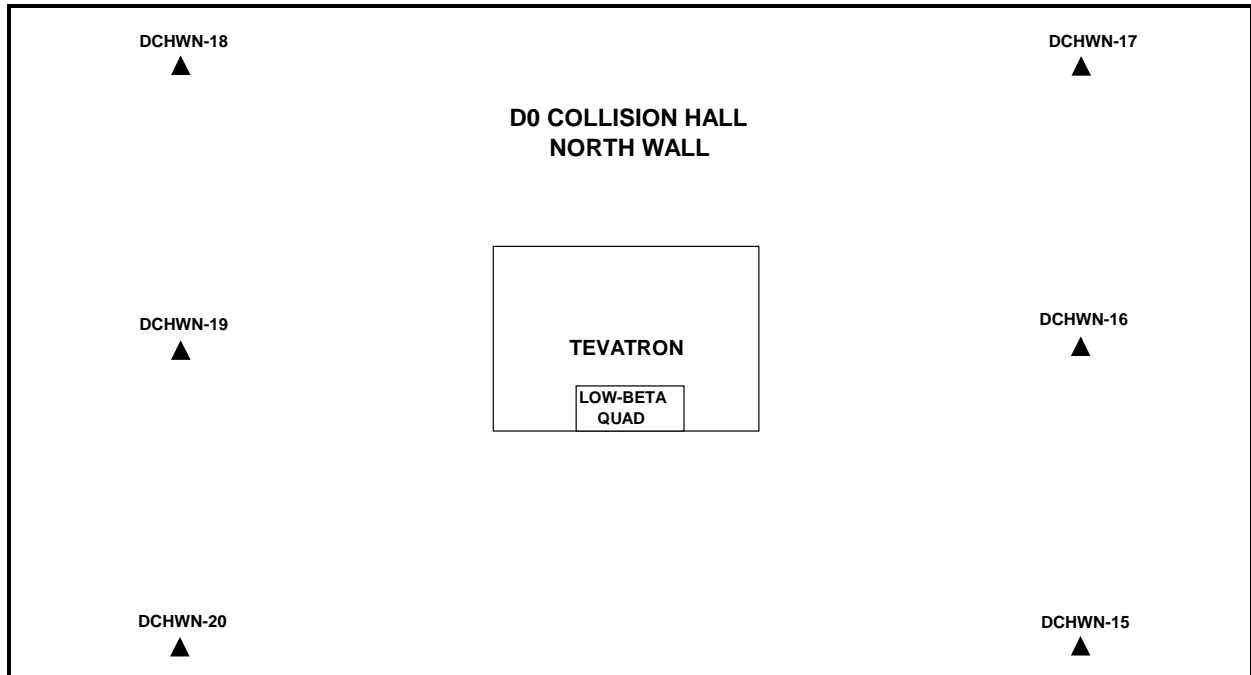 DCHWN-18
DCHWN-17
D0 COLLISION HALL
NORTH WALL
DCHWN-19
DCHWN-16
TEVATRON
LOW-BETA
QUAD
DCHWN-20
DCHWN-15